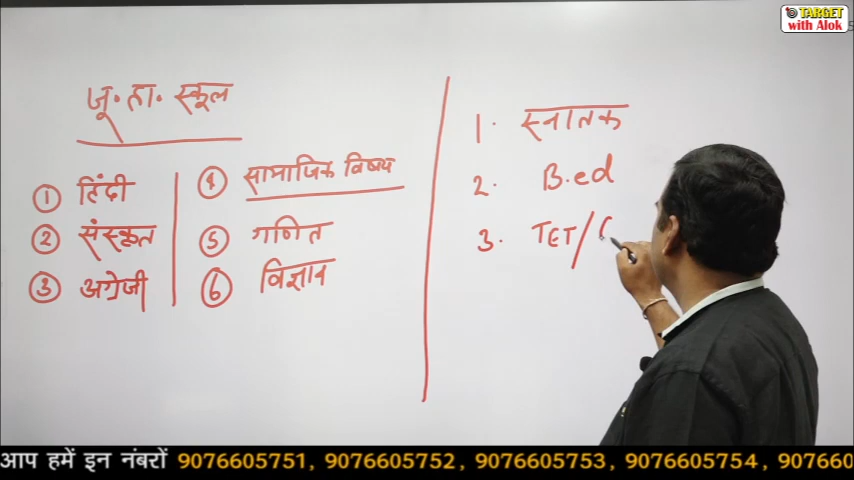 TARGET
with Alok
जू. हा. स्कूल
1 हिंदी
2 संस्कृत
3 अंग्रेजी
4 सामाजिक विषय
5 गणित
6 विज्ञान
1. स्नातक
2. B.ed
3. TET/C
आप हमें इन नंबरों 9076605751, 9076605752, 9076605753, 9076605754, 907660